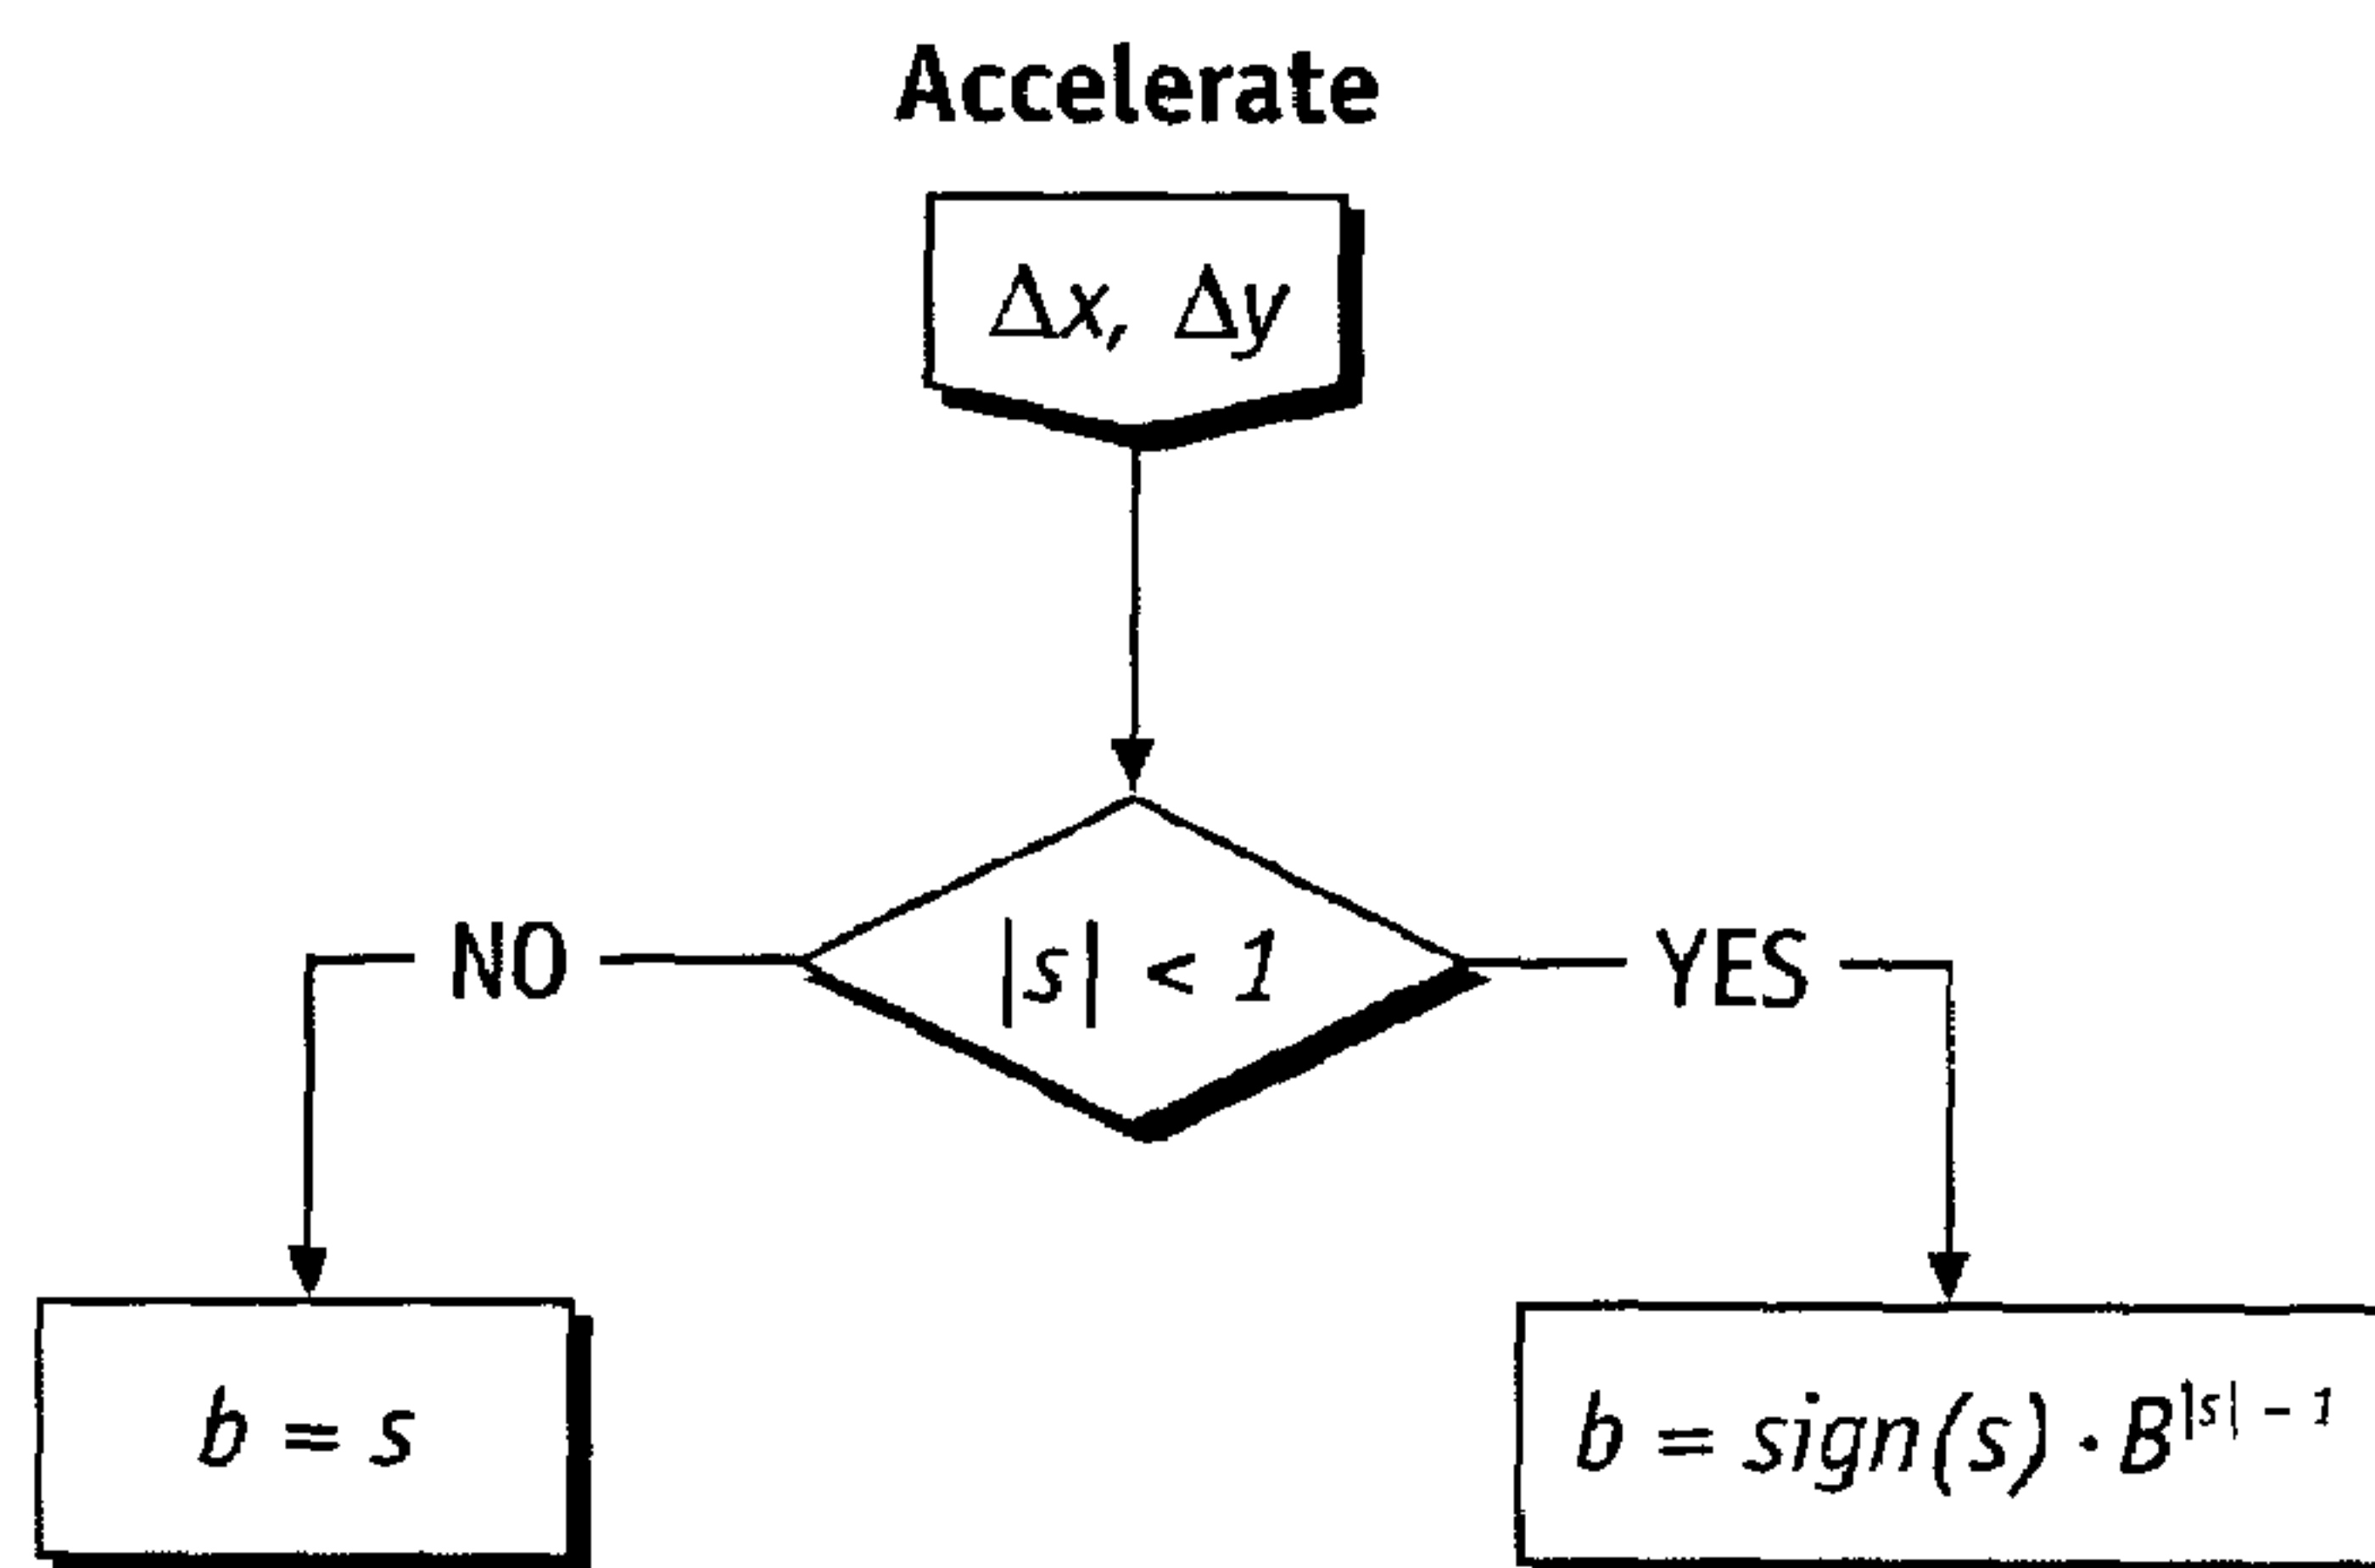 Accelerate
Δx, Δy
|s| < 1
NO
YES
b = s
b = sign(s) · B^{|s| − 1}